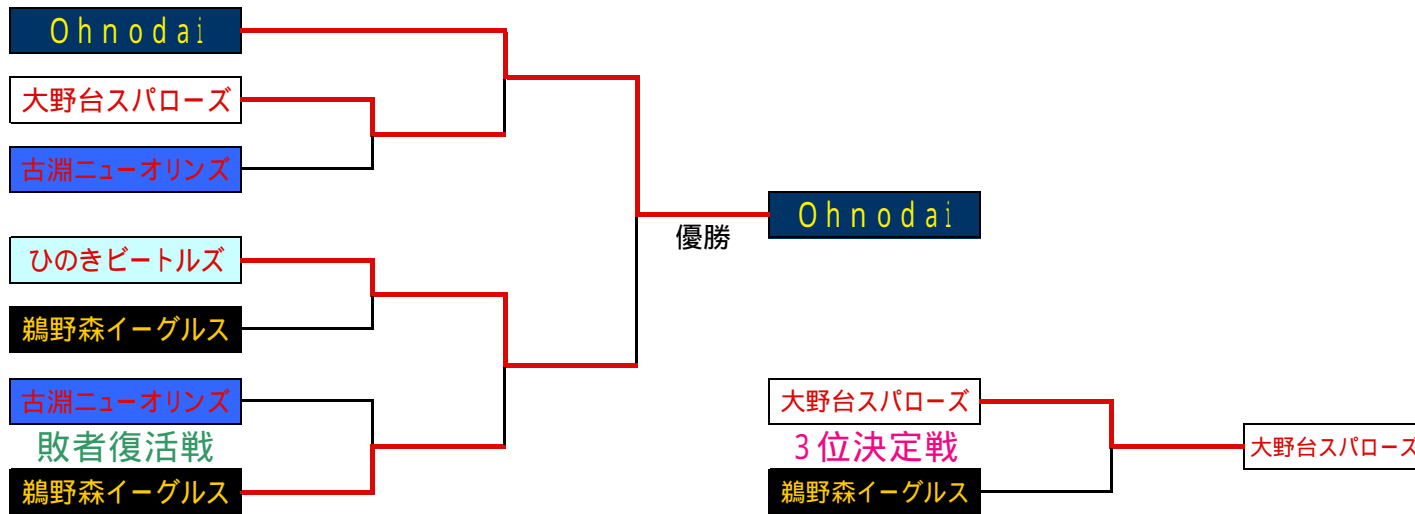 Ohnodai
大野台スパローズ
古淵ニューオリンズ
Ohnodai
優勝
ひのきビートルズ
鵜野森イーグルス
古淵ニューオリンズ
敗者復活戦
鵜野森イーグルス
大野台スパローズ
3位決定戦
大野台スパローズ
鵜野森イーグルス